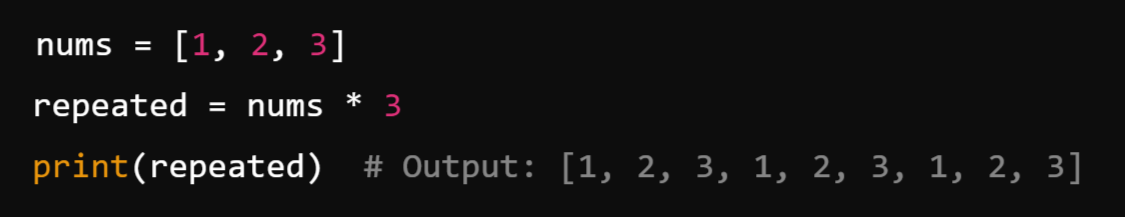 nums = [1, 2, 3]
repeated = nums * 3
print(repeated)  # Output: [1, 2, 3, 1, 2, 3, 1, 2, 3]